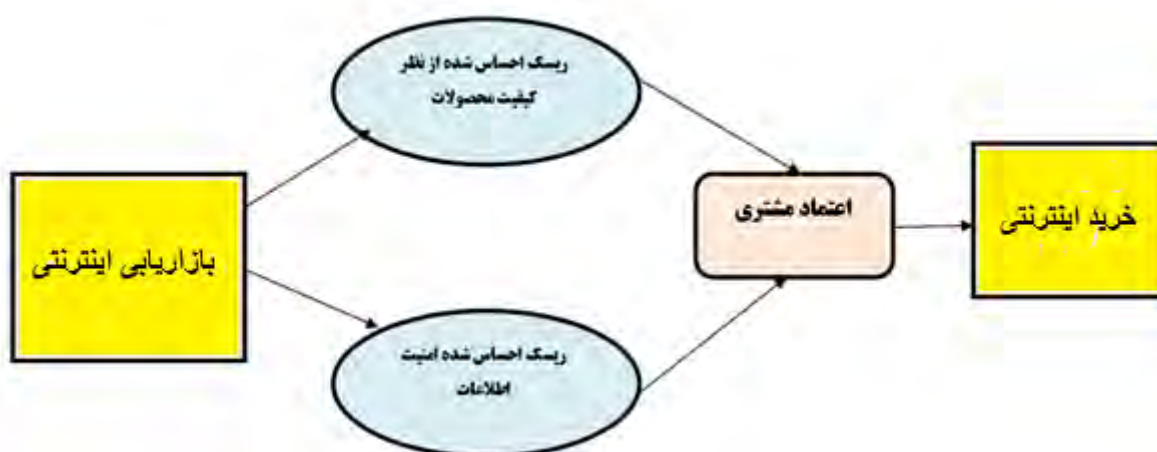 ریسک احساس شده از نظر
کیفیت محصولات
بازاریابی اینترنتی
اعتماد مشتری
خرید اینترنتی
ریسک احساس شده امنیت
اطلاعات